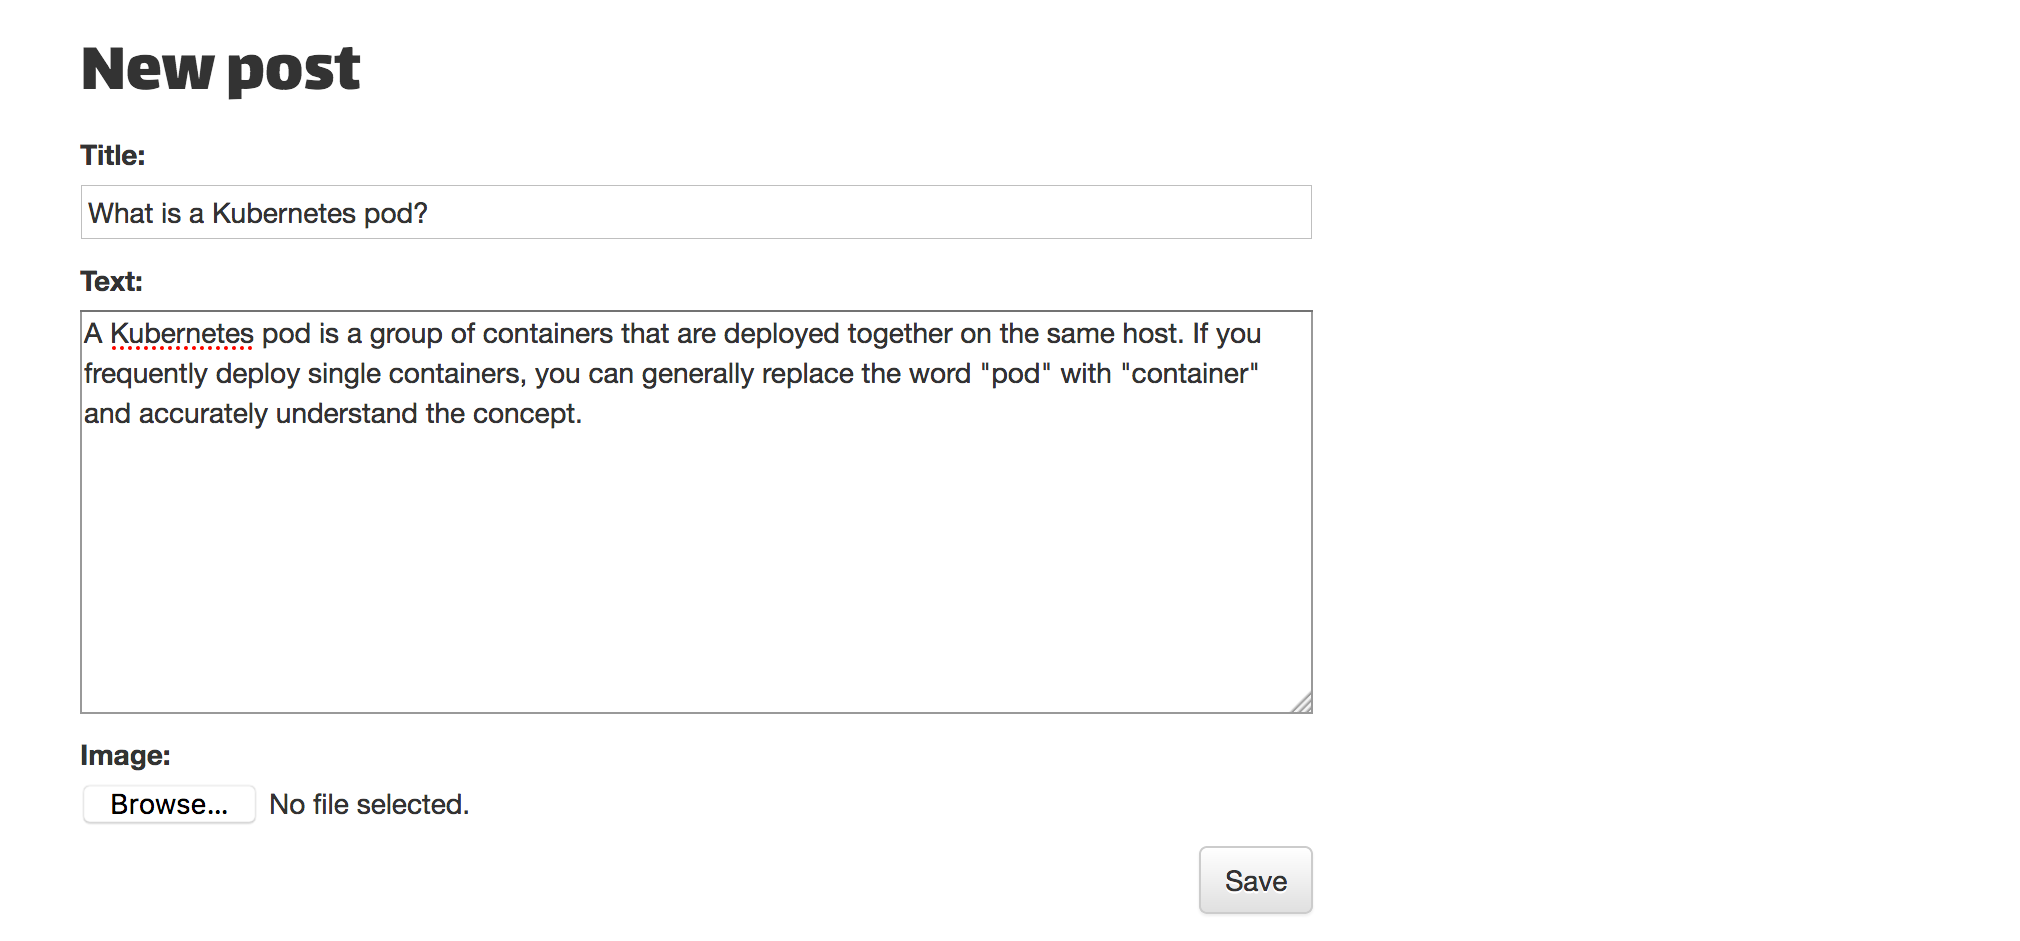 New post
Title:
What is a Kubernetes pod?
Text:
A Kubernetes pod is a group of containers that are deployed together on the same host. If you
frequently deploy single containers, you can generally replace the word "pod" with "container"
and accurately understand the concept.
Image:
Browse... No file selected.
Save